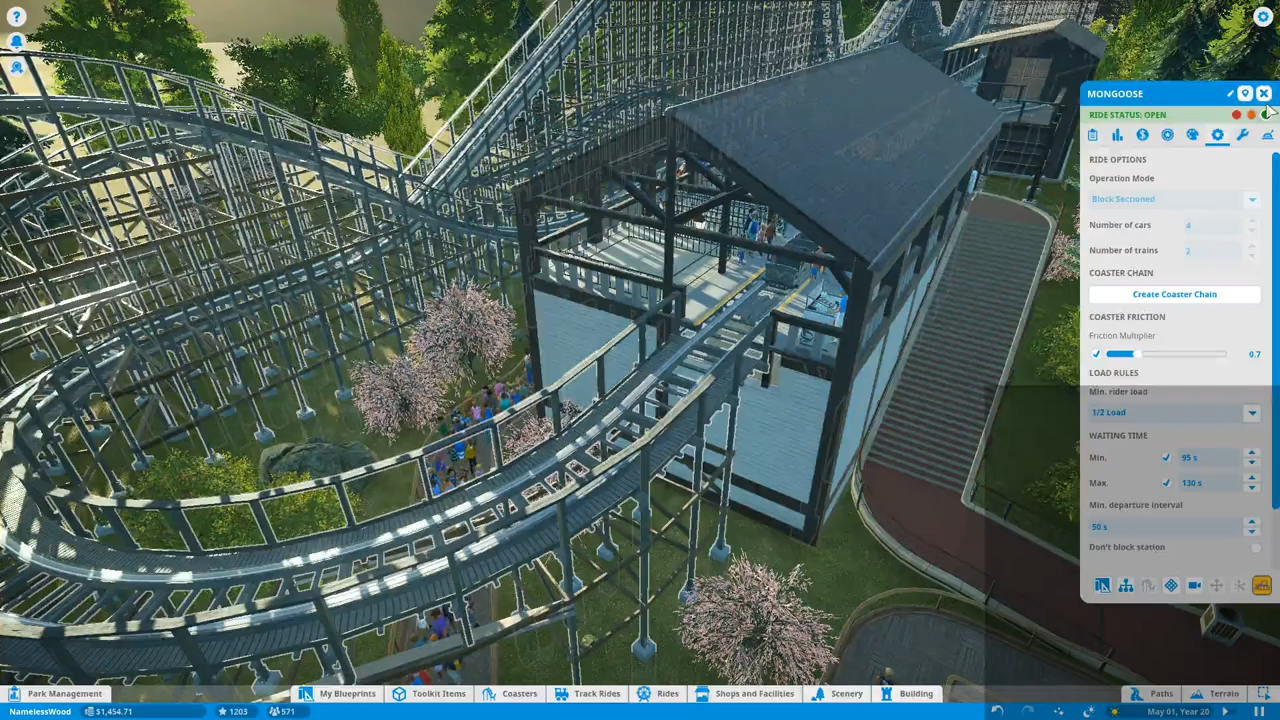 MONGOOSE
RIDE STATUS: OPEN
RIDE OPTIONS
Operation Mode
Block Sectioned
Number of cars 4
Number of trains 2
COASTER CHAIN
Create Coaster Chain
COASTER FRICTION
Friction Multiplier
0.7
LOAD RULES
Min. rider load
1/2 Load
WAITING TIME
Min. 95 s
Max. 130 s
Min. departure interval
50 s
Don't block station
Park Management My Blueprints Toolkit Items Coasters Track Rides Rides Shops and Facilities Scenery Building Paths Terrain
NamelessWood $1,454.71 1203 571 May 01, Year 20